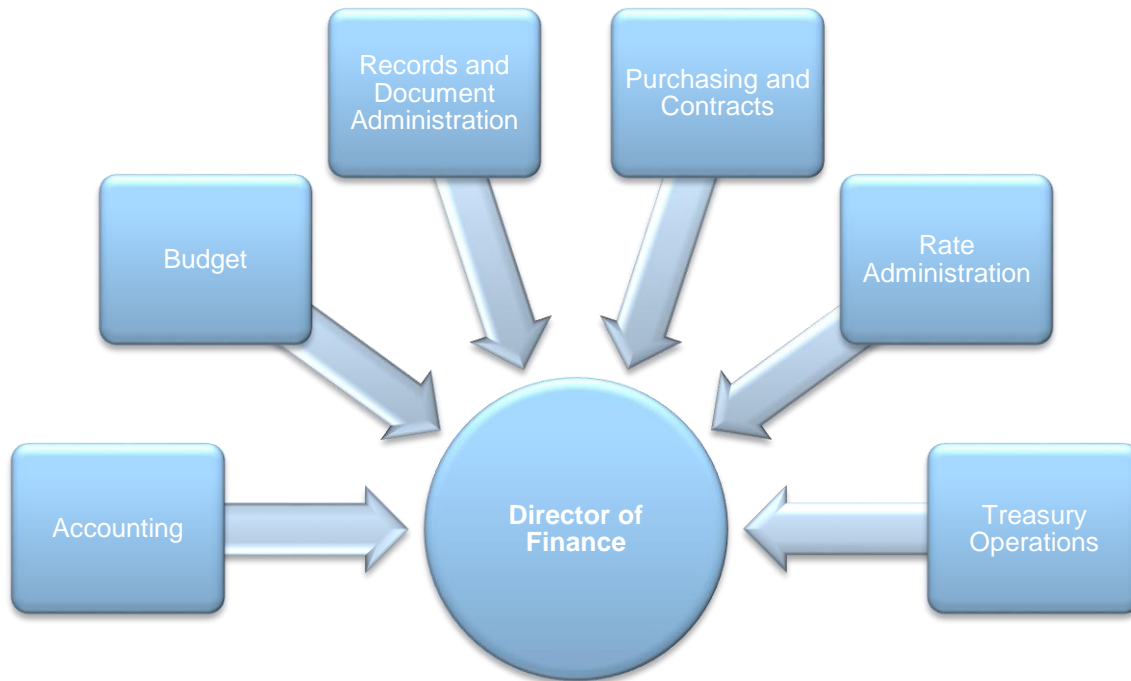 Records and
Document
Administration
Purchasing and
Contracts
Budget
Rate
Administration
Accounting
Director of
Finance
Treasury
Operations